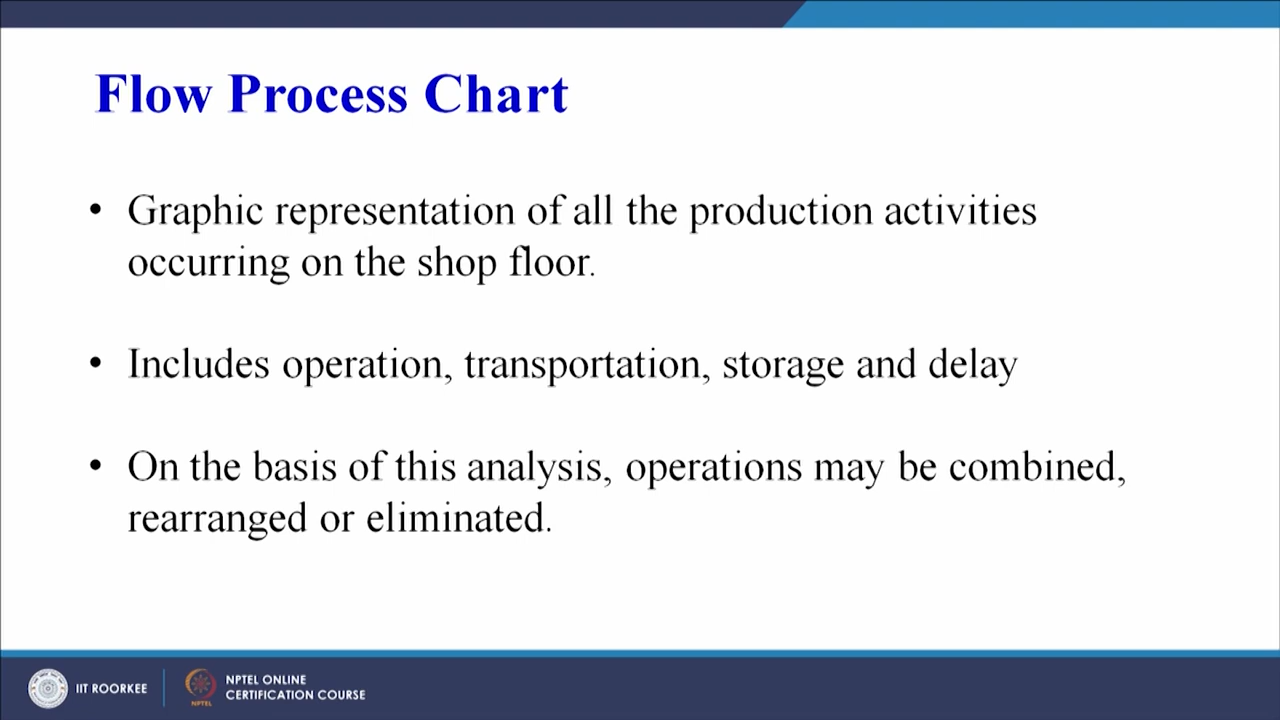 Flow Process Chart
• Graphic representation of all the production activities
occurring on the shop floor.
• Includes operation, transportation, storage and delay
• On the basis of this analysis, operations may be combined,
rearranged or eliminated.
IIT ROORKEE
NPTEL
NPTEL ONLINE
CERTIFICATION COURSE